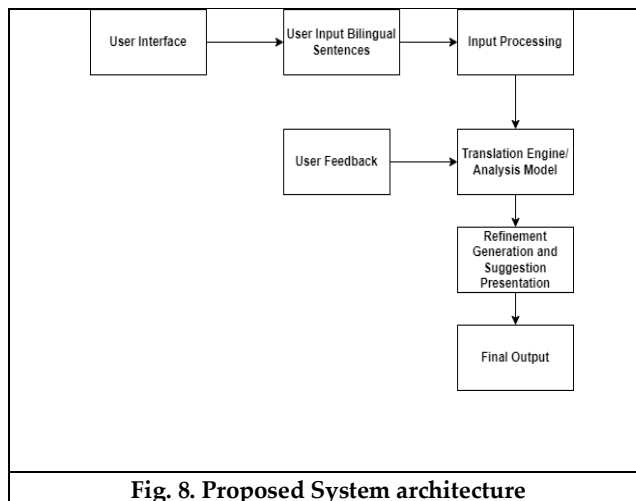 User Interface
User Input Bilingual
Sentences
Input Processing
User Feedback
Translation Engine/
Analysis Model
Refinement
Generation and
Suggestion
Presentation
Final Output
Fig. 8. Proposed System architecture